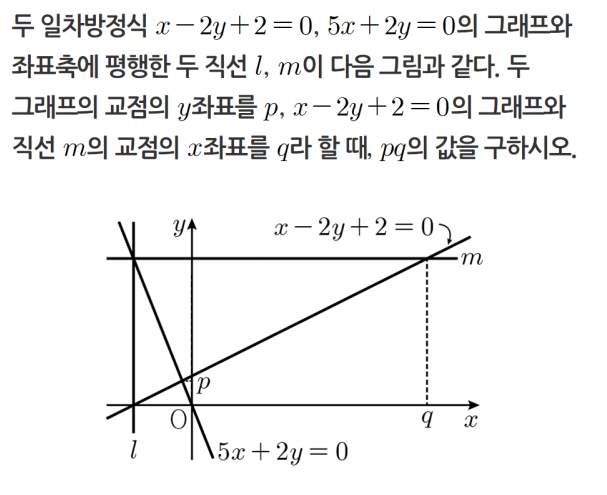 두 일차방정식 x−2y+2=0, 5x+2y=0의 그래프와
좌표축에 평행한 두 직선 l, m이 다음 그림과 같다. 두
그래프의 교점의 y좌표를 p, x−2y+2=0의 그래프와
직선 m의 교점의 x좌표를 q라 할 때, pq의 값을 구하시오.
y
x−2y+2=0
m
p
O
q
x
l
5x+2y=0